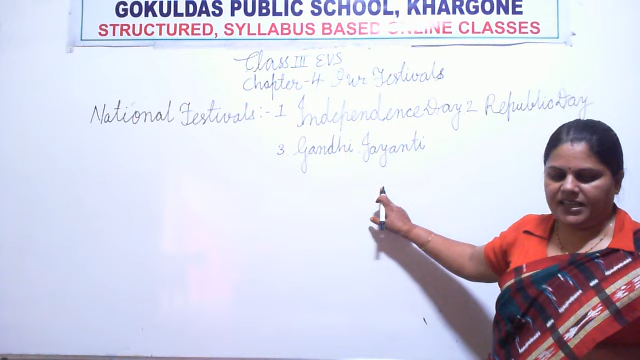 GOKULDAS PUBLIC SCHOOL, KHARGONE
STRUCTURED, SYLLABUS BASED ONLINE CLASSES
Class III EVS
Chapter-4 Our Festivals
National Festivals:- 1 Independence Day 2 Republic Day
3 Gandhi Jayanti